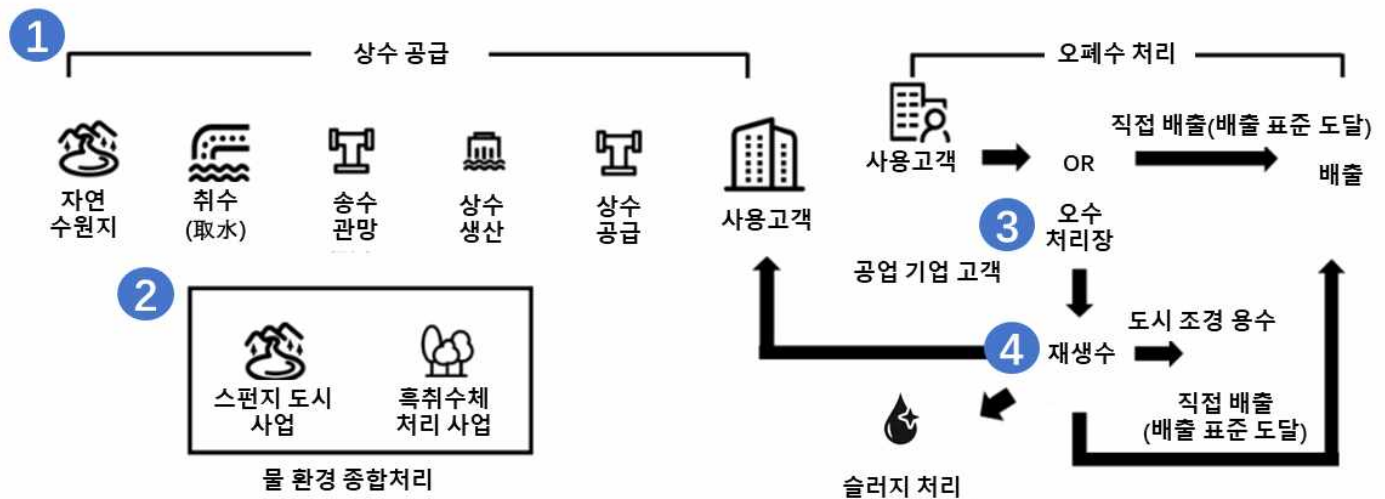 1
상수 공급
자연
수원지
취수
(取水)
송수
관망
상수
생산
상수
공급
사용고객
2
스펀지 도시
사업
흑취수체
처리 사업
물 환경 종합처리
오폐수 처리
사용고객
OR
직접 배출(배출 표준 도달)
배출
3
오수
처리장
공업 기업 고객
4
재생수
도시 조경 용수
직접 배출
(배출 표준 도달)
슬러지 처리